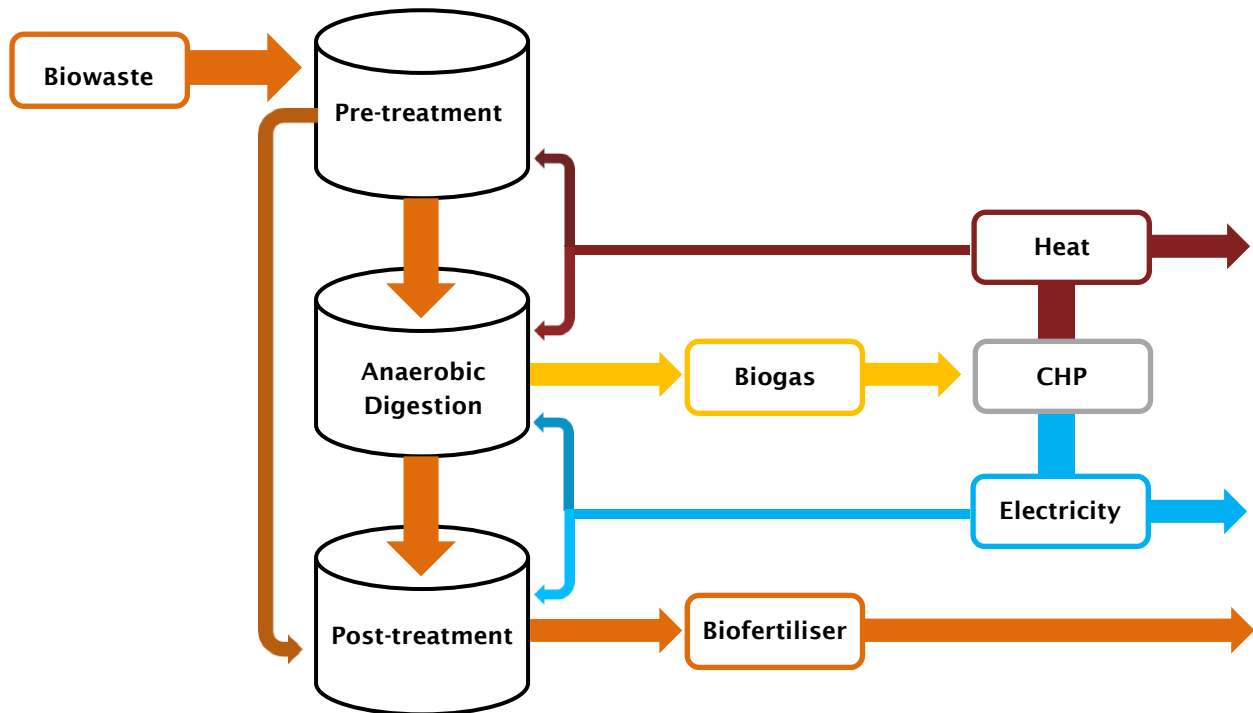 Biowaste
Pre-treatment
Heat
Anaerobic
Digestion
Biogas
CHP
Electricity
Post-treatment
Biofertiliser